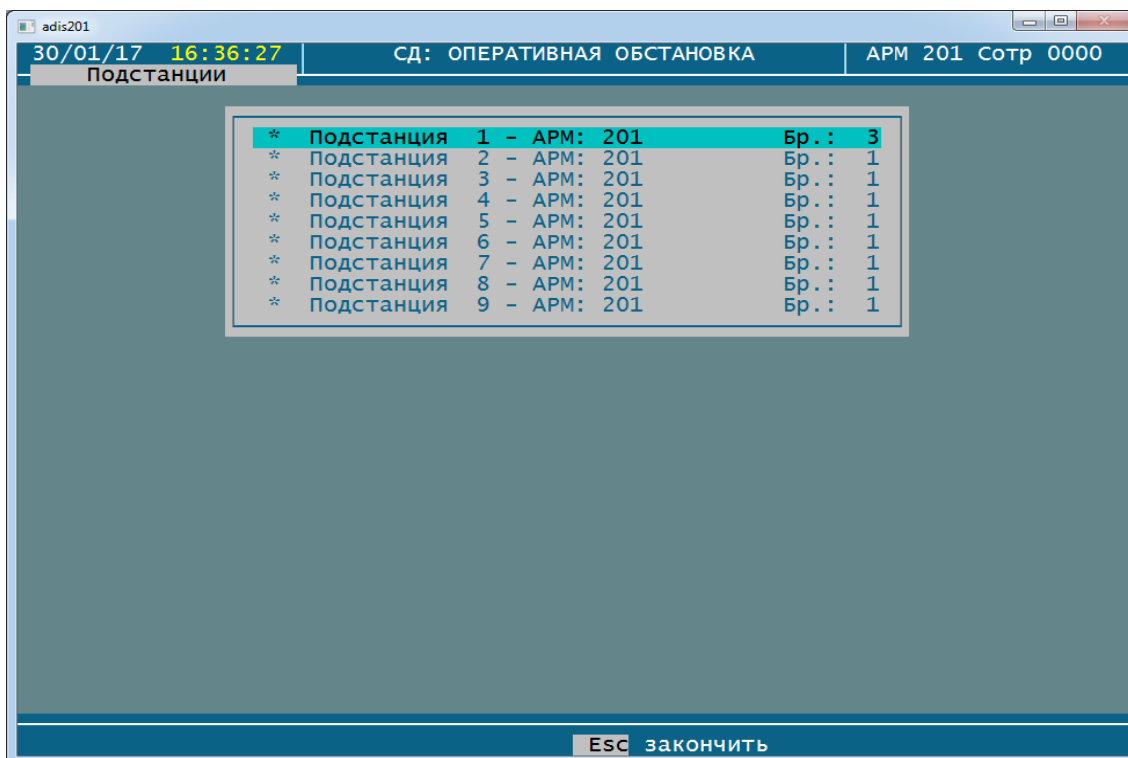 adis201
30/01/17 16:36:27 СД: ОПЕРАТИВНАЯ ОБСТАНОВКА АРМ 201 Сотр 0000
Подстанции
* Подстанция 1 - АРМ: 201 Бр.: 3
* Подстанция 2 - АРМ: 201 Бр.: 1
* Подстанция 3 - АРМ: 201 Бр.: 1
* Подстанция 4 - АРМ: 201 Бр.: 1
* Подстанция 5 - АРМ: 201 Бр.: 1
* Подстанция 6 - АРМ: 201 Бр.: 1
* Подстанция 7 - АРМ: 201 Бр.: 1
* Подстанция 8 - АРМ: 201 Бр.: 1
* Подстанция 9 - АРМ: 201 Бр.: 1
Esc закончить